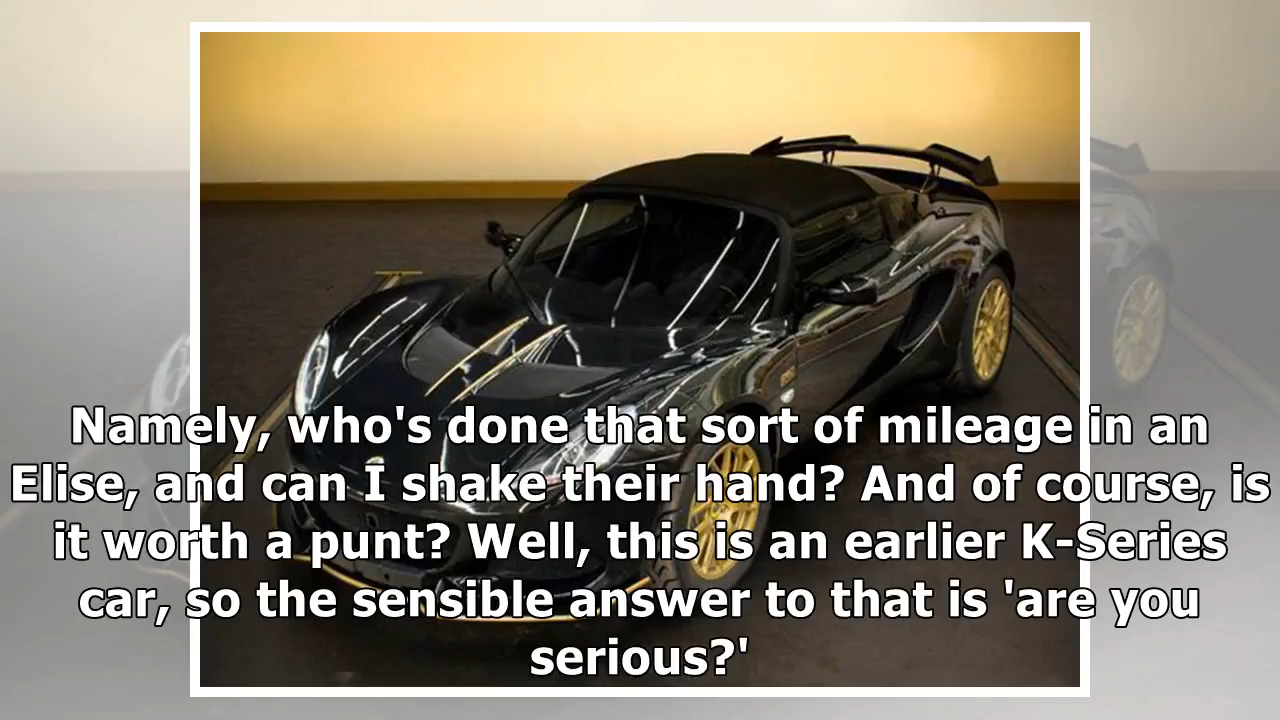 Namely, who's done that sort of mileage in an
Elise, and can I shake their hand? And of course, is
it worth a punt? Well, this is an earlier K-Series
car, so the sensible answer to that is 'are you
serious?'